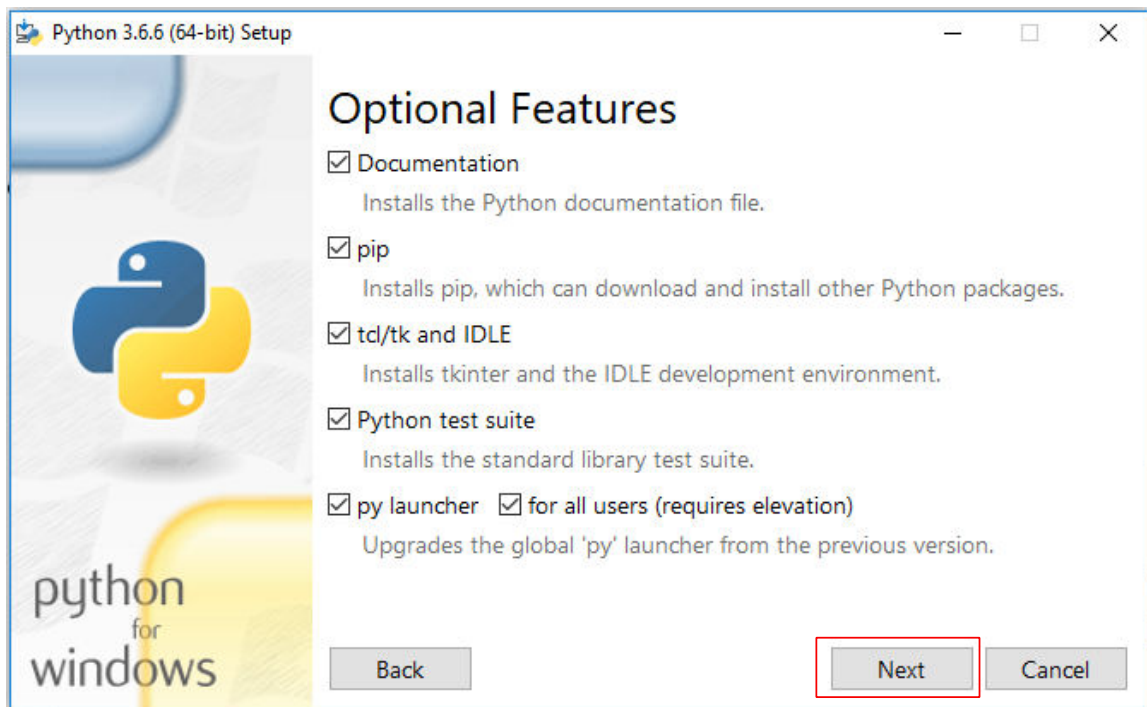 Python 3.6.6 (64-bit) Setup
Optional Features
Documentation
Installs the Python documentation file.
pip
Installs pip, which can download and install other Python packages.
tcl/tk and IDLE
Installs tkinter and the IDLE development environment.
Python test suite
Installs the standard library test suite.
py launcher for all users (requires elevation)
Upgrades the global 'py' launcher from the previous version.
python
for
windows
Back Next Cancel